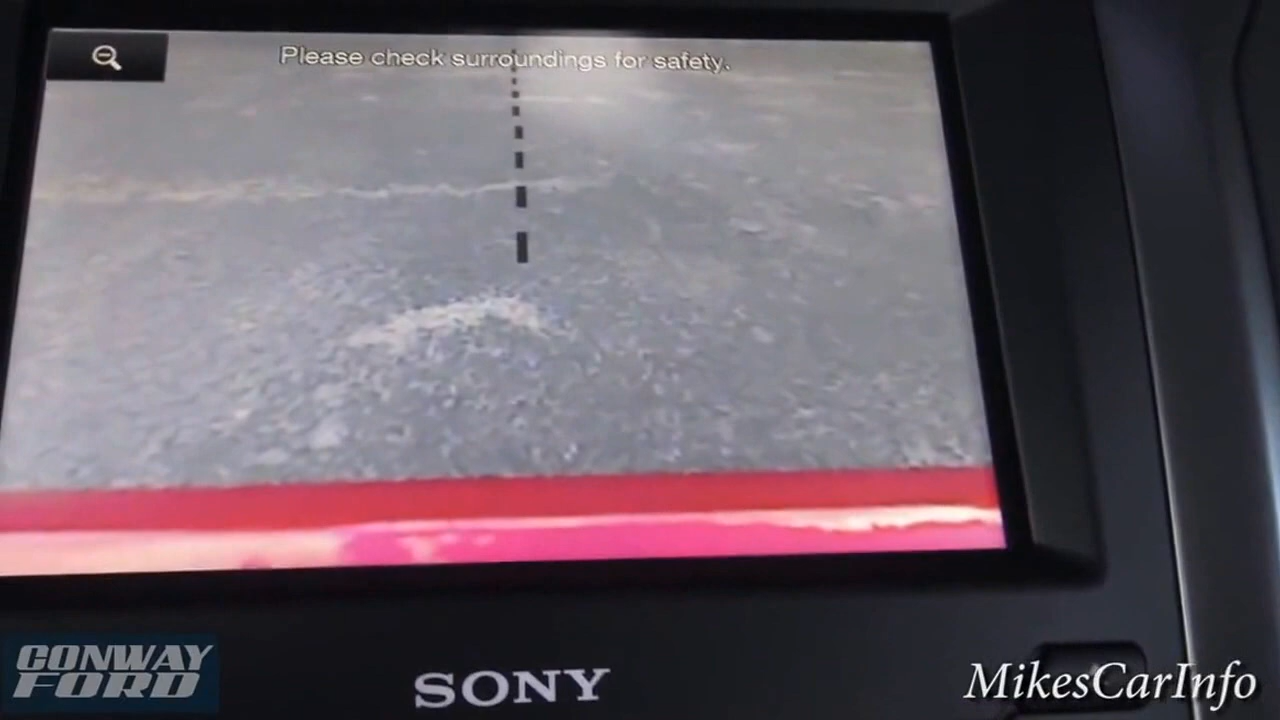 Please check surroundings for safety.
CONWAY
FORD
SONY
MikesCarInfo